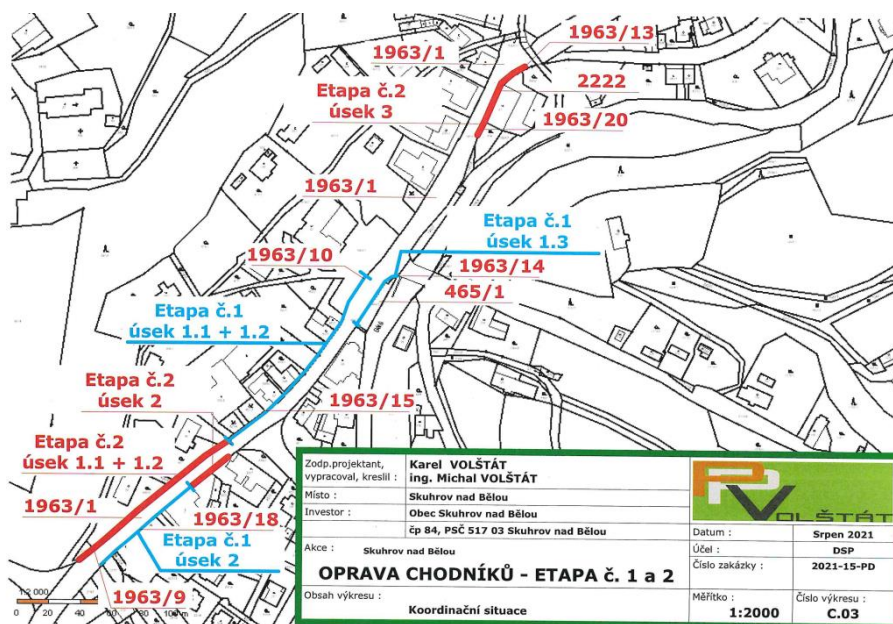 1963/1
1963/13
Etapa č.2
úsek 3
2222
1963/20
1963/1
Etapa č.1
úsek 1.3
1963/10
1963/14
465/1
Etapa č.1
úsek 1.1 + 1.2
Etapa č.2
úsek 2
1963/15
Etapa č.2
úsek 1.1 + 1.2
1963/1
1963/18
Etapa č.1
úsek 2
1963/9
1:2 000
0 20 40 60 80 100 m
Zodp.projektant,
vypracoval, kreslil :
Karel VOLŠTÁT
ing. Michal VOLŠTÁT
Místo : Skuhrov nad Bělou
Investor : Obec Skuhrov nad Bělou
čp 84, PSČ 517 03 Skuhrov nad Bělou
Akce : Skuhrov nad Bělou
OPRAVA CHODNÍKŮ - ETAPA č. 1 a 2
Obsah výkresu :
Koordinační situace
PPV
VOLŠTÁT
Datum : Srpen 2021
Účel : DSP
Číslo zakázky : 2021-15-PD
Měřítko : 1:2000
Číslo výkresu : C.03